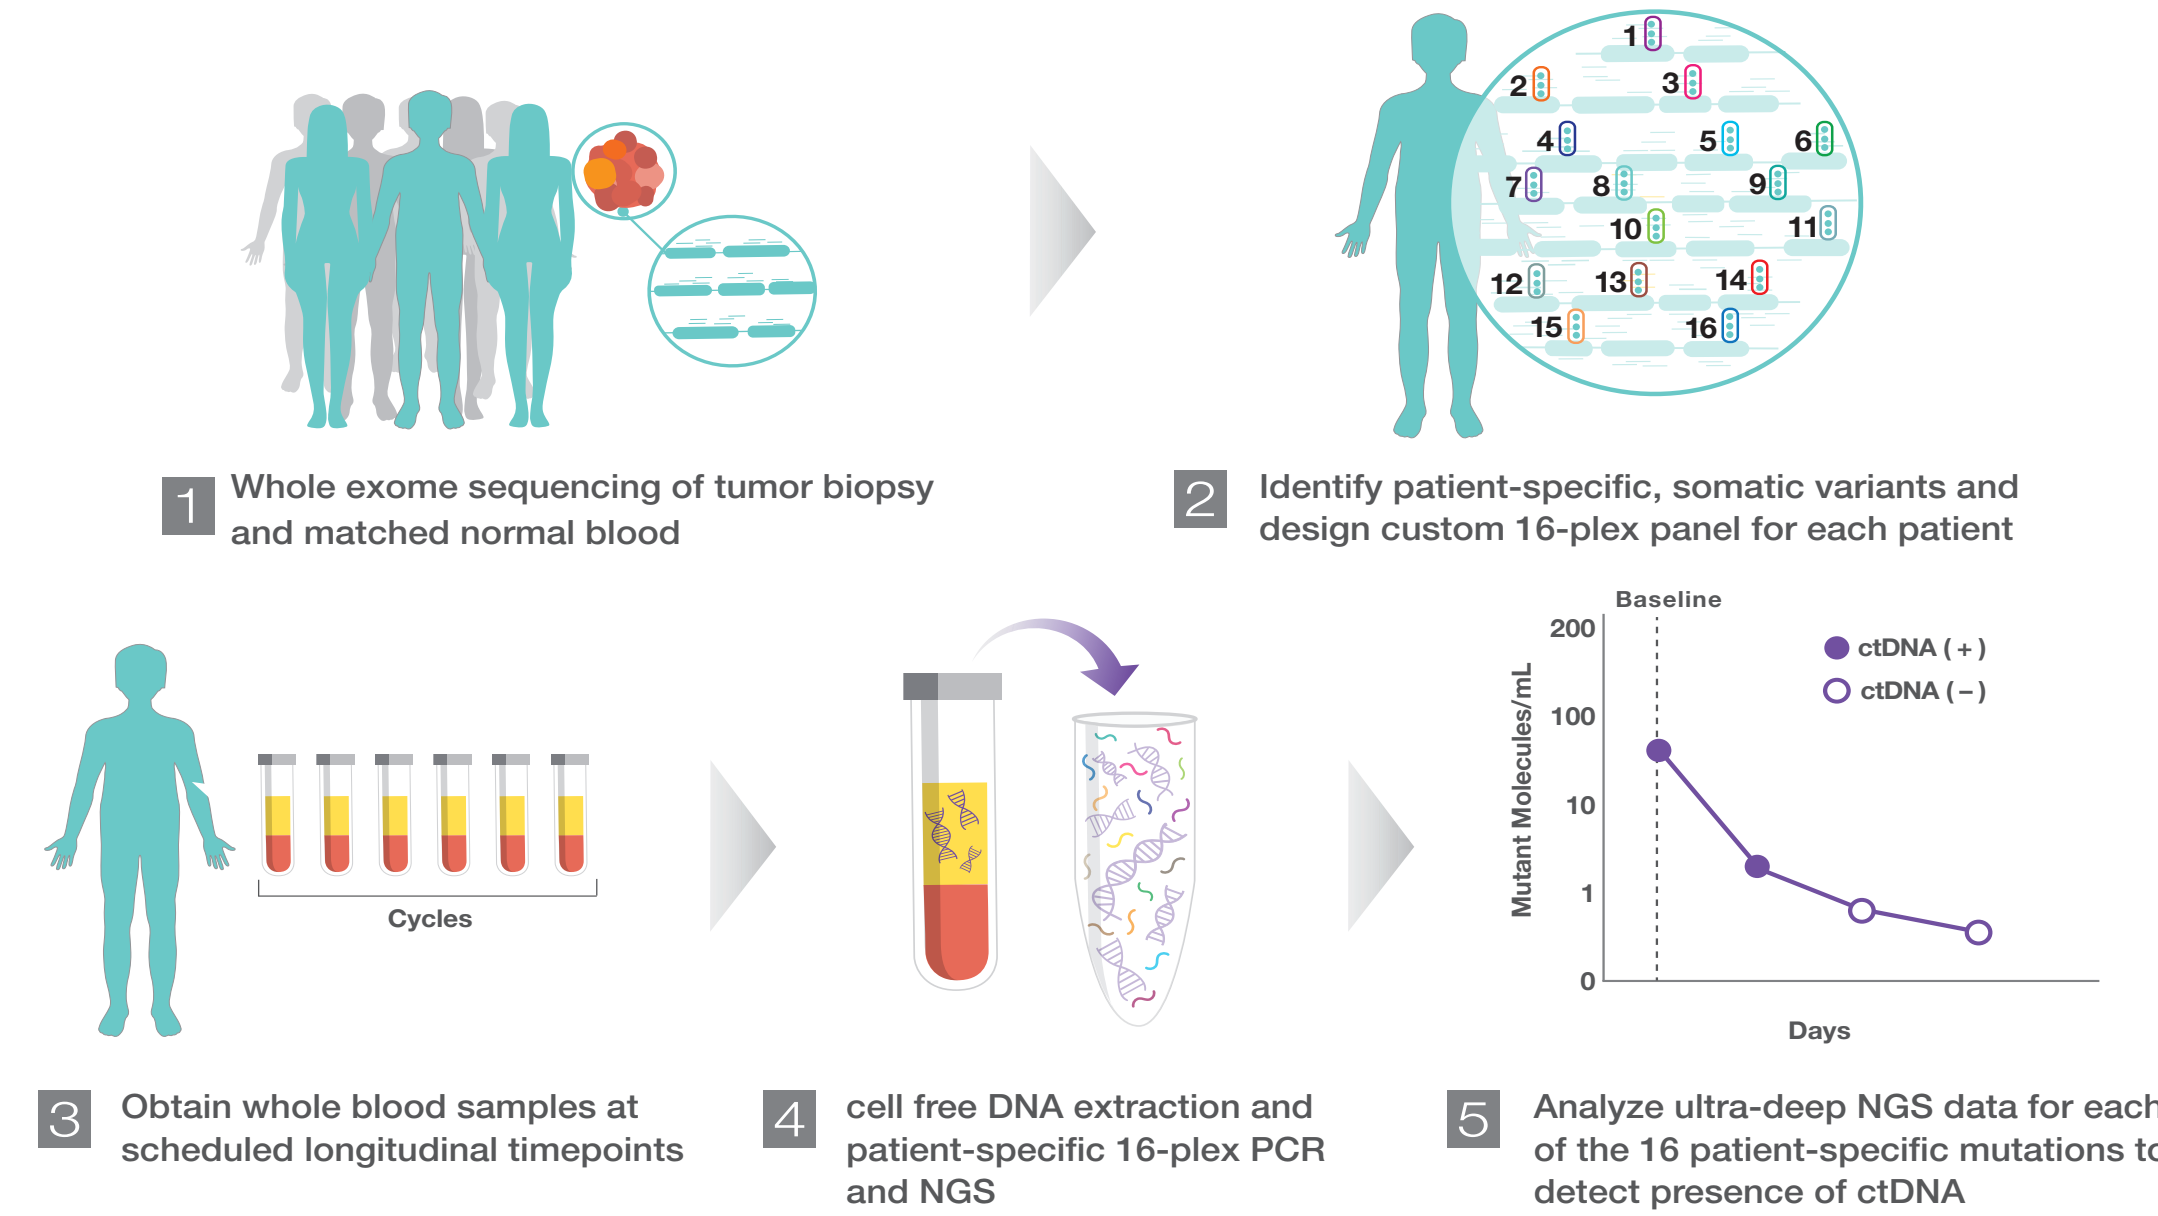 1
2
3
4
5
6
7
8
9
10
11
12
13
14
15
16
1
Whole exome sequencing of tumor biopsy
and matched normal blood
2
Identify patient-specific, somatic variants and
design custom 16-plex panel for each patient
Cycles
Baseline
200
100
10
1
0
Mutant Molecules/mL
ctDNA ( + )
ctDNA ( – )
Days
3
Obtain whole blood samples at
scheduled longitudinal timepoints
4
cell free DNA extraction and
patient-specific 16-plex PCR
and NGS
5
Analyze ultra-deep NGS data for each
of the 16 patient-specific mutations to
detect presence of ctDNA